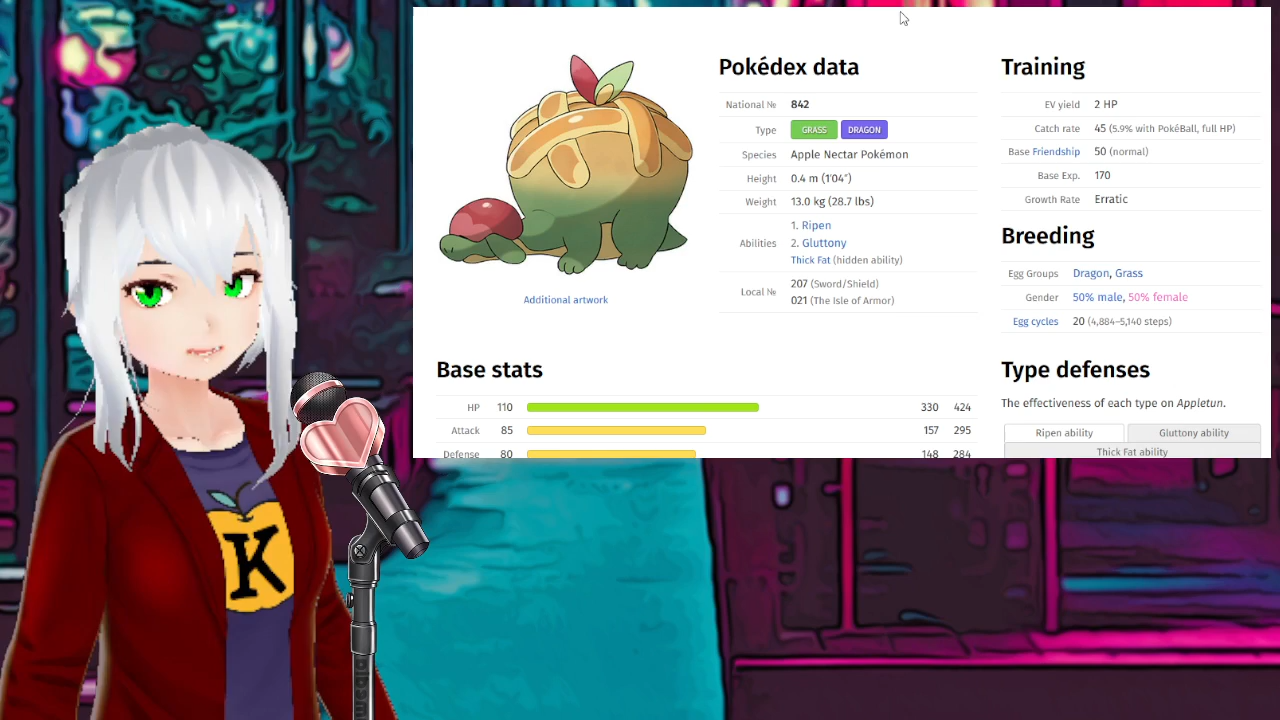 Pokédex data
National № 842
Type GRASS DRAGON
Species Apple Nectar Pokémon
Height 0.4 m (1′04″)
Weight 13.0 kg (28.7 lbs)
Abilities 1. Ripen
2. Gluttony
Thick Fat (hidden ability)
Local № 207 (Sword/Shield)
021 (The Isle of Armor)
Additional artwork
Training
EV yield 2 HP
Catch rate 45 (5.9% with PokéBall, full HP)
Base Friendship 50 (normal)
Base Exp. 170
Growth Rate Erratic
Breeding
Egg Groups Dragon, Grass
Gender 50% male, 50% female
Egg cycles 20 (4,884–5,140 steps)
Base stats
HP 110 330 424
Attack 85 157 295
Defense 80 148 284
Type defenses
The effectiveness of each type on Appletun.
Ripen ability Gluttony ability
Thick Fat ability
K